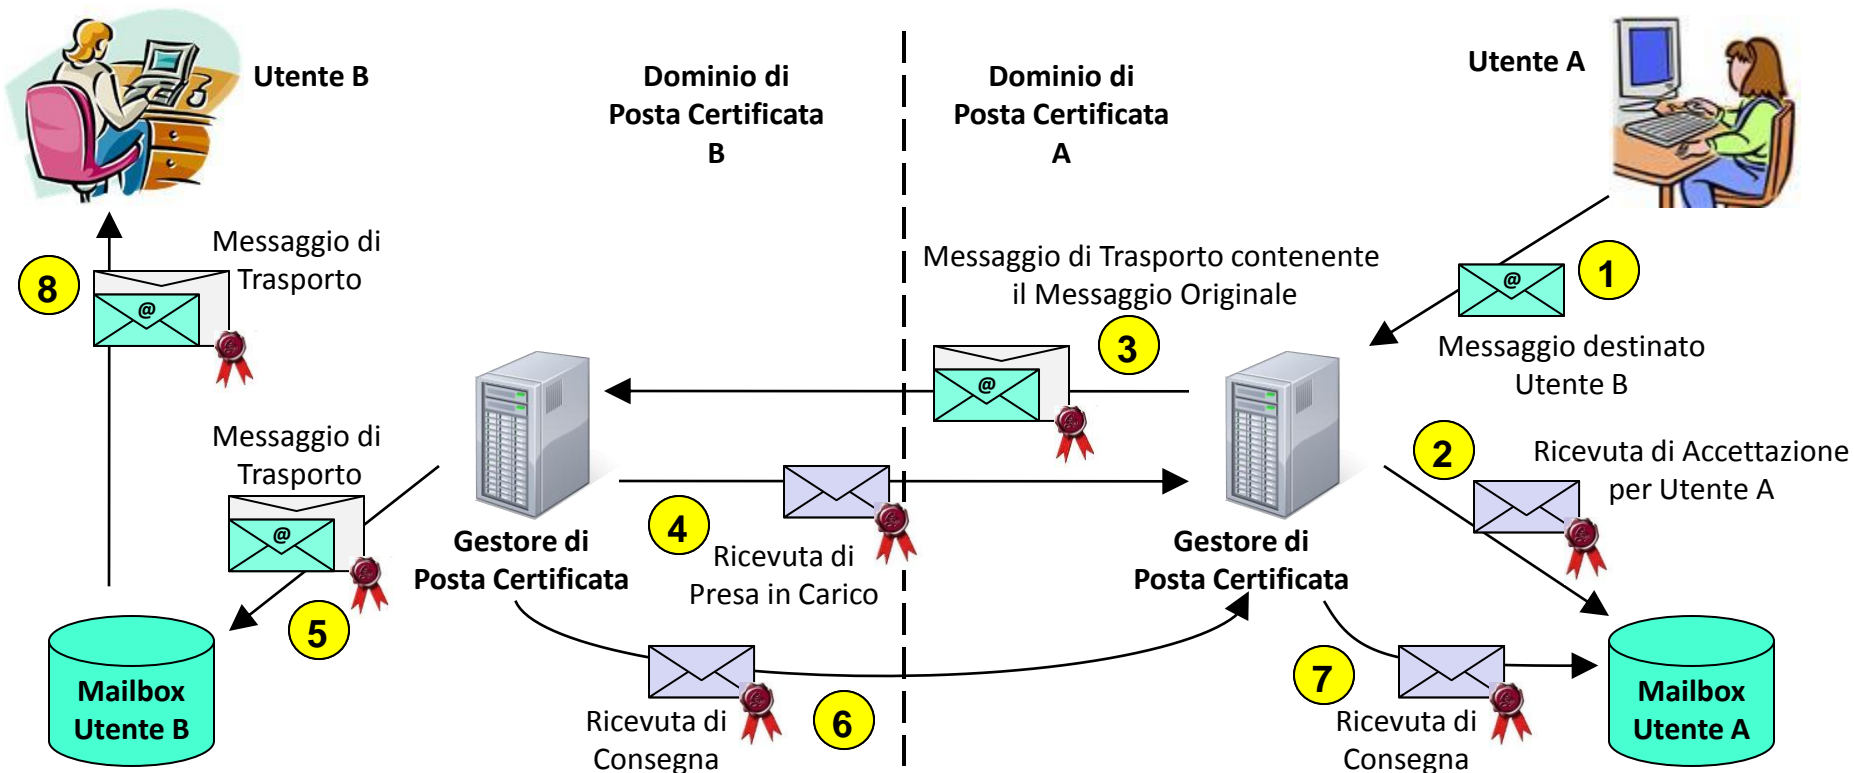 Utente B
Dominio di
Posta Certificata
B
Dominio di
Posta Certificata
A
Utente A
8
Messaggio di
Trasporto
@
Messaggio di Trasporto contenente
il Messaggio Originale
3
@
@
1
Messaggio destinato
Utente B
Messaggio di
Trasporto
@
5
Gestore di
Posta Certificata
4
Ricevuta di
Presa in Carico
Gestore di
Posta Certificata
2
Ricevuta di Accettazione
per Utente A
Mailbox
Utente B
Ricevuta di
Consegna
6
7
Ricevuta di
Consegna
Mailbox
Utente A